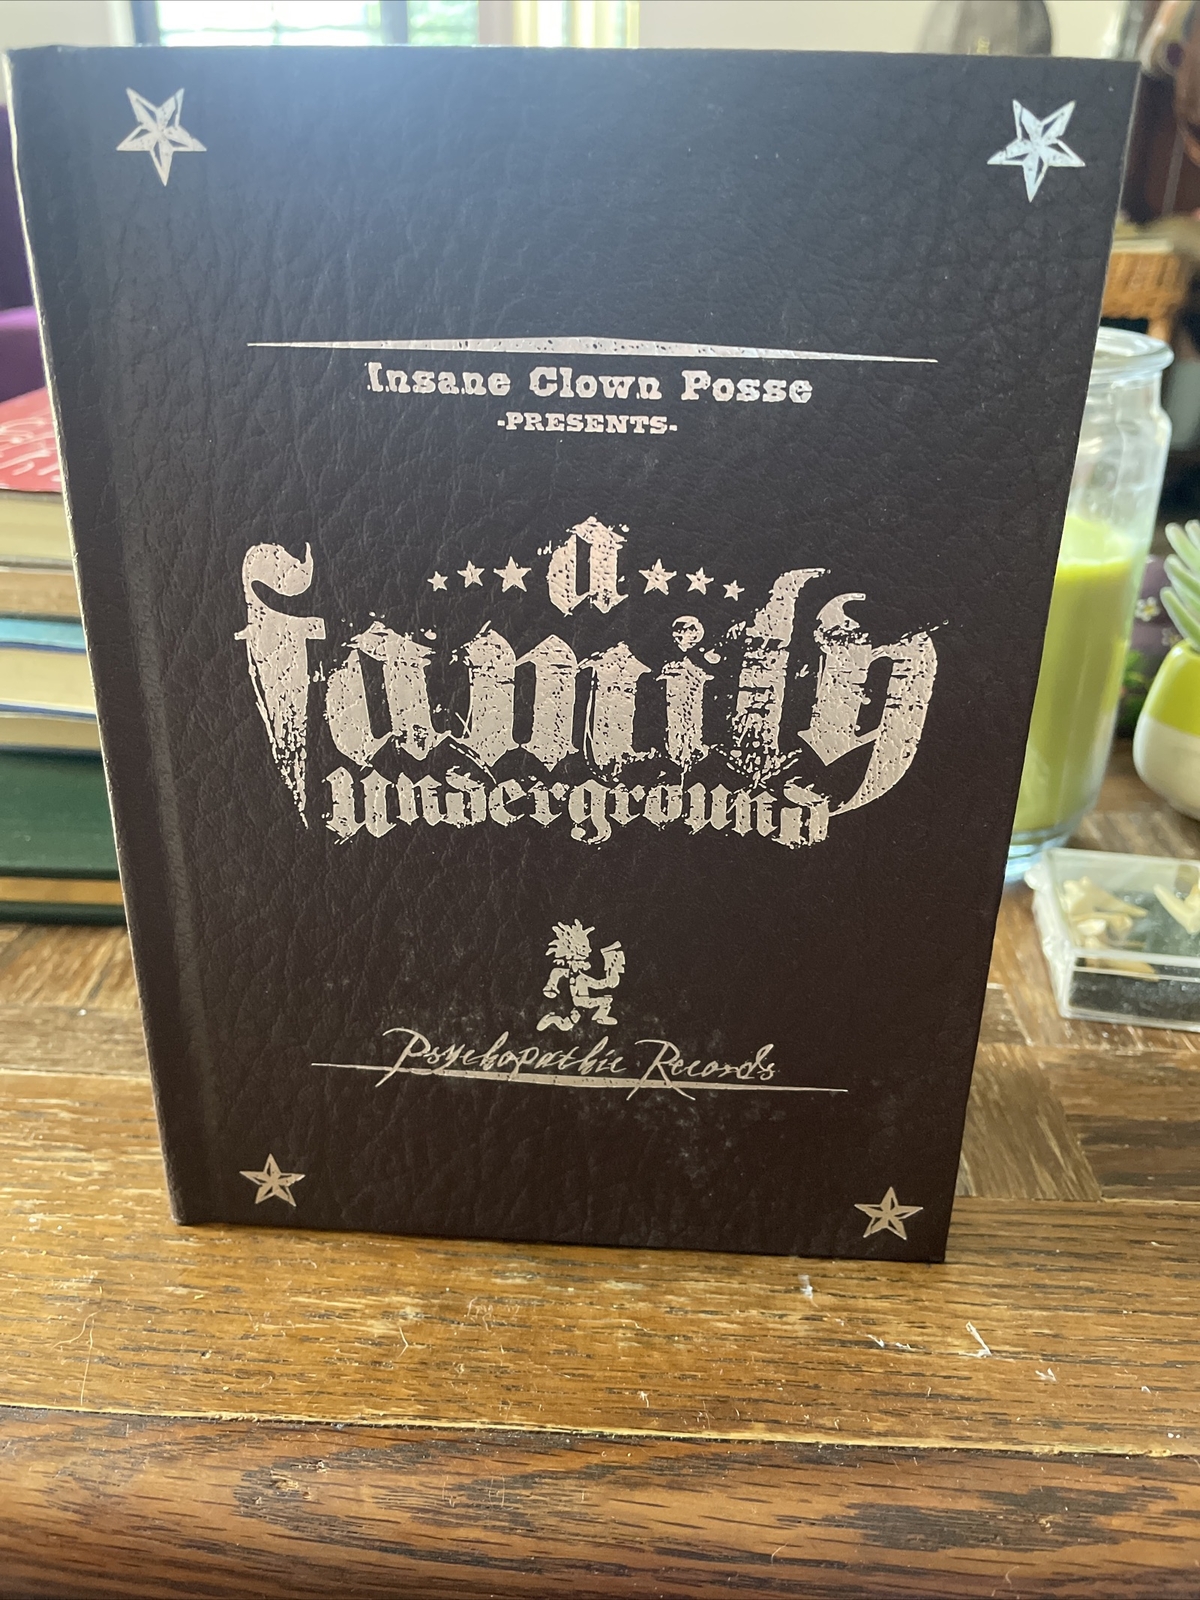 Insane Clown Posse
-PRESENTS-
a
family
underground
Psychopathic Records